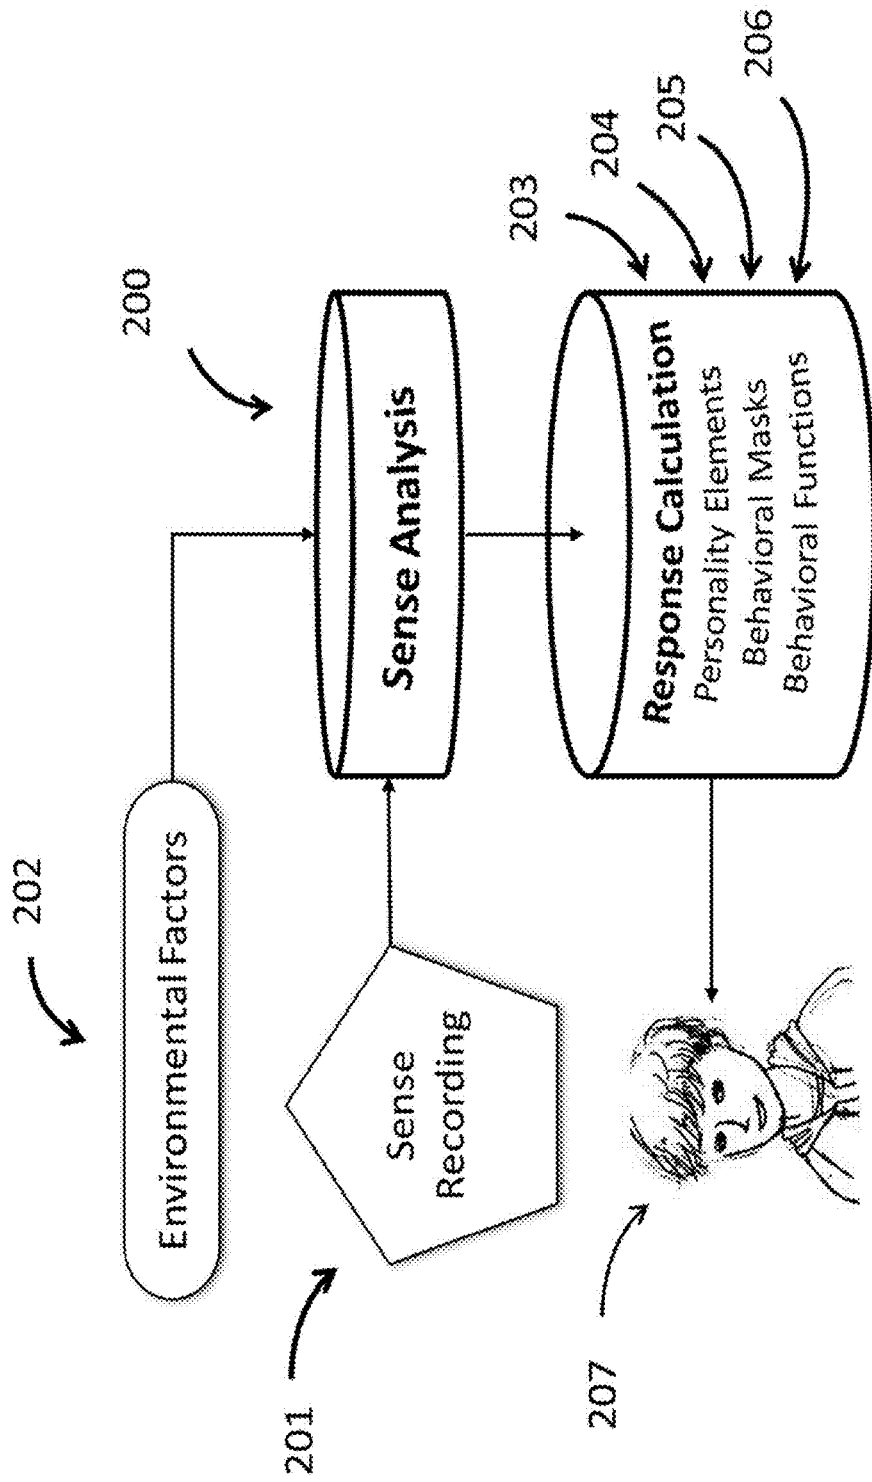 202
Environmental Factors
200
201
Sense
Recording
Sense Analysis
203
204
205
206
Response Calculation
Personality Elements
Behavioral Masks
Behavioral Functions
207